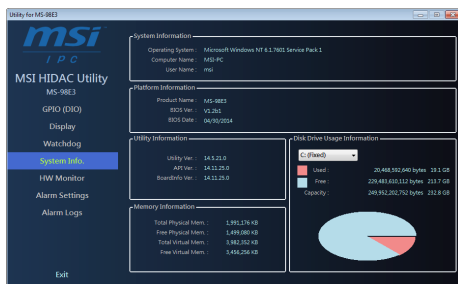 Utility for MS-98E3
msi
IPC
MSI HIDAC Utility
MS-98E3
GPIO (DIO)
Display
Watchdog
System Info.
HW Monitor
Alarm Settings
Alarm Logs
Exit
System Information
Operating System : Microsoft Windows NT 6.1.7601 Service Pack 1
Computer Name : MSI-PC
User Name : msi
Platform Information
Product Name : MS-98E3
BIOS Ver. : V1.2b1
BIOS Date : 04/30/2014
Utility Information
Utility Ver. : 14.5.21.0
API Ver. : 14.11.25.0
BoardInfo Ver. : 14.11.25.0
Memory Information
Total Physical Mem. : 1,991,176 KB
Free Physical Mem. : 1,499,080 KB
Total Virtual Mem. : 3,982,352 KB
Free Virtual Mem. : 3,456,256 KB
Disk Drive Usage Information
C: (Fixed)
Used : 20,468,592,640 bytes 19.1 GB
Free : 229,483,610,112 bytes 213.7 GB
Capacity : 249,952,202,752 bytes 232.8 GB